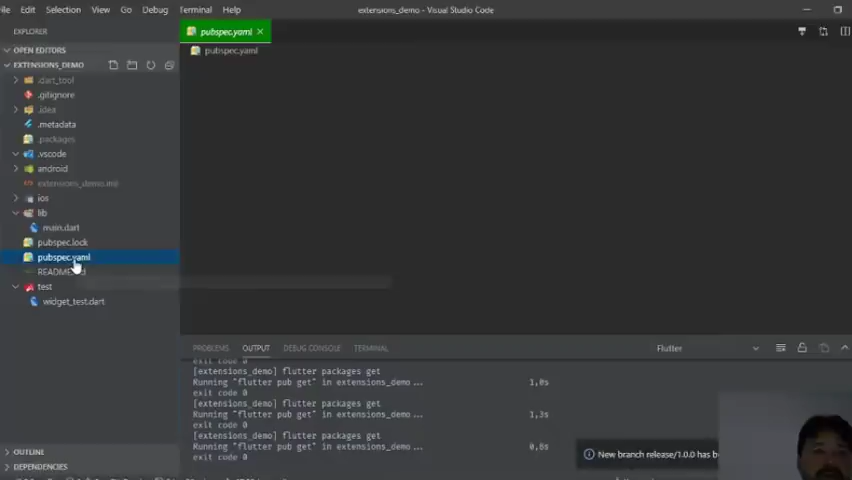 Edit Selection View Go Debug Terminal Help
extensions_demo - Visual Studio Code
EXPLORER
pubspec.yaml
OPEN EDITORS
pubspec.yaml
EXTENSIONS_DEMO
.dart_tool
.gitignore
.idea
.metadata
.packages
.vscode
android
extensions_demo.iml
ios
lib
main.dart
pubspec.lock
pubspec.yaml
test
widget_test.dart
PROBLEMS OUTPUT DEBUG CONSOLE TERMINAL
Flutter
exit code 0
[extensions_demo] flutter packages get
Running "flutter pub get" in extensions_demo... 1,0s
exit code 0
[extensions_demo] flutter packages get
Running "flutter pub get" in extensions_demo... 1,3s
exit code 0
[extensions_demo] flutter packages get
Running "flutter pub get" in extensions_demo... 0,6s
exit code 0
New branch release/1.0.0 has
OUTLINE
DEPENDENCIES